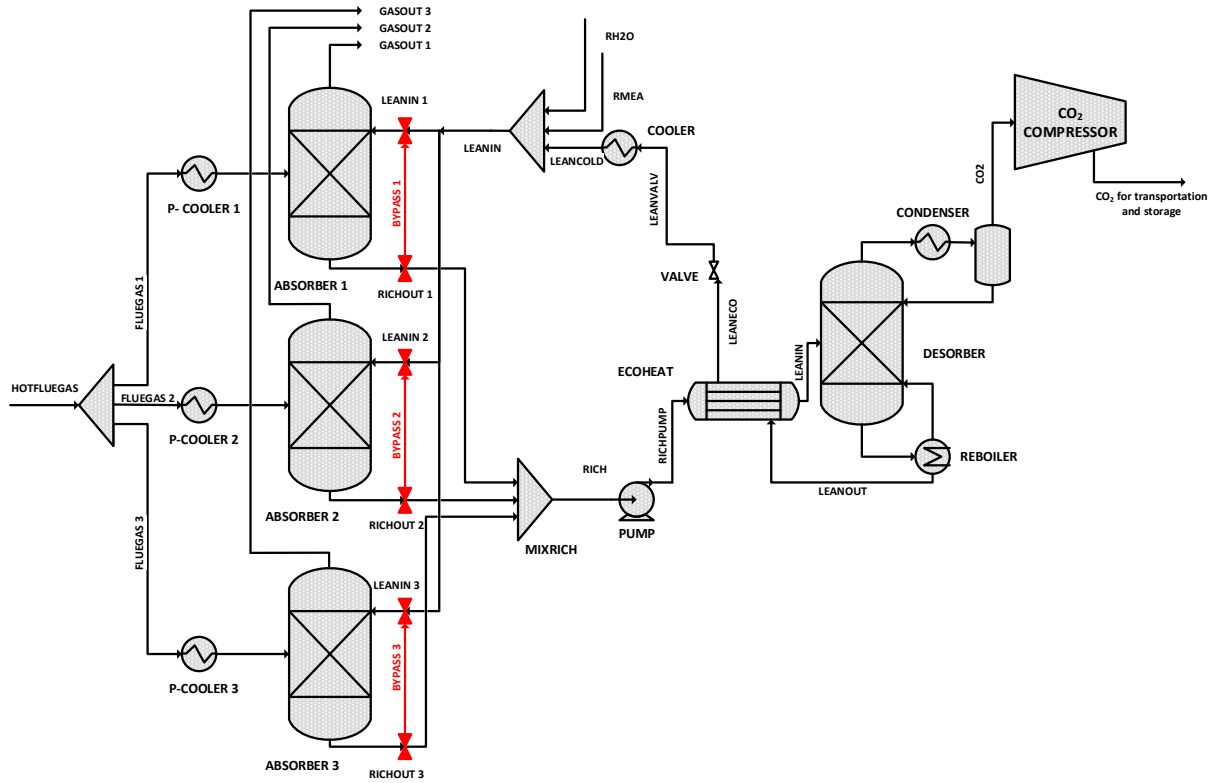 GASOUT 3
GASOUT 2
GASOUT 1
RH2O
RMEA
LEANIN 1
COOLER
LEANIN
LEANCOLD
CO₂
COMPRESSOR
P- COOLER 1
BYPASS 1
LEANVALV
CO2
CO₂ for transportation
and storage
CONDENSER
ABSORBER 1
RICHOUT 1
VALVE
FLUEGAS 1
LEANIN 2
LEANECO
LEANIN
DESORBER
ECOHEAT
HOTFLUEGAS
FLUEGAS 2
P-COOLER 2
BYPASS 2
RICHPUMP
REBOILER
RICH
LEANOUT
ABSORBER 2
RICHOUT 2
PUMP
MIXRICH
FLUEGAS 3
LEANIN 3
BYPASS 3
P-COOLER 3
ABSORBER 3
RICHOUT 3